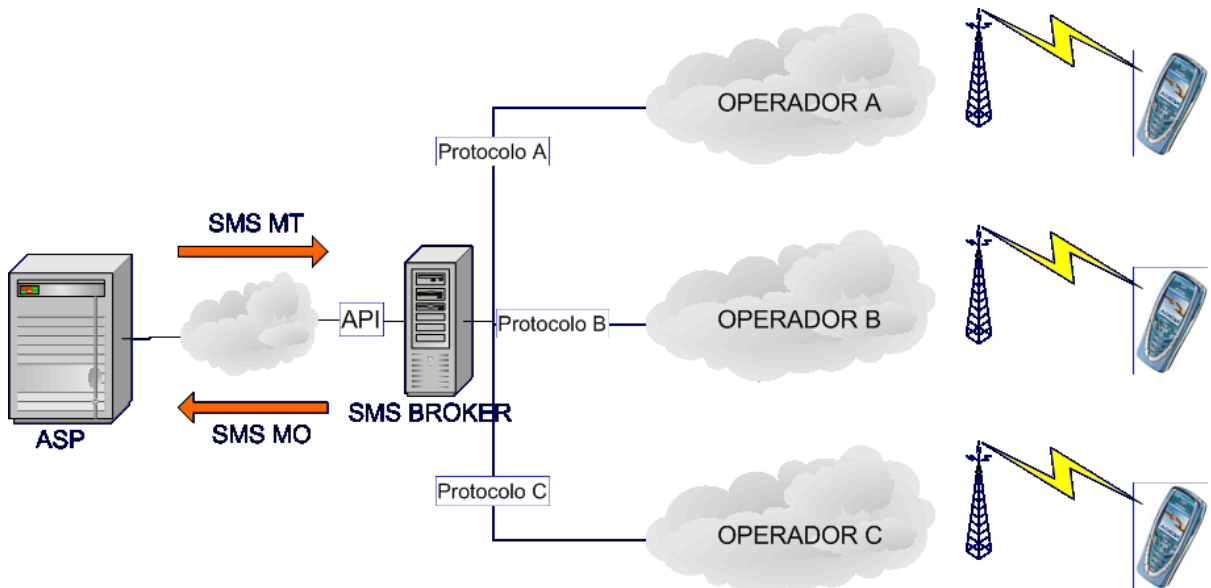 OPERADOR A
Protocolo A
SMS MT
API
Protocolo B
OPERADOR B
SMS BROKER
SMS MO
ASP
Protocolo C
OPERADOR C